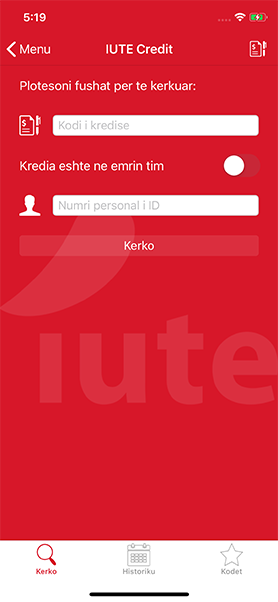 5:19
Menu
IUTE Credit
Plotesoni fushat per te kerkuar:
Kodi i kredise
Kredia eshte ne emrin tim
Numri personal i ID
Kerko
iute
Kerko
Historiku
Kodet